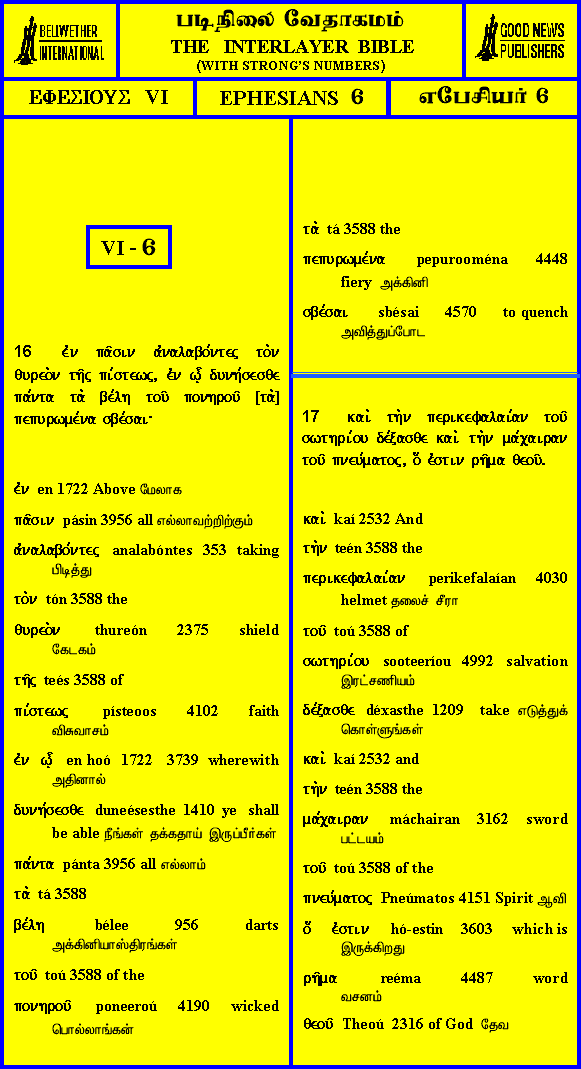 BELLWETHER
INTERNATIONAL
படிநிலை வேதாகமம்
THE INTERLAYER BIBLE
(WITH STRONG'S NUMBERS)
GOOD NEWS
PUBLISHERS
ΕΦΕΣΙΟΥΣ VI
EPHESIANS 6
எபேசியர் 6
VI - 6
16 ἐν πᾶσιν ἀναλαβόντες τὸν
θυρεὸν τῆς πίστεως, ἐν ᾧ δυνήσεσθε
πάντα τὰ βέλη τοῦ πονηροῦ [τὰ]
πεπυρωμένα σβέσαι·
ἐν en 1722 Above மேலாக
πᾶσιν pásin 3956 all எல்லாவற்றிற்கும்
ἀναλαβόντες analabóntes 353 taking
பிடித்து
τὸν tón 3588 the
θυρεὸν thureón 2375 shield
கேடகம்
τῆς teés 3588 of
πίστεως písteoos 4102 faith
விசுவாசம்
ἐν ᾧ en hoó 1722 3739 wherewith
அதினால்
δυνήσεσθε duneésesthe 1410 ye shall
be able நீங்கள் தக்கதாய் இருப்பீர்கள்
πάντα pánta 3956 all எல்லாம்
τὰ tá 3588
βέλη bélee 956 darts
அக்கினியாஸ்திரங்கள்
τοῦ toú 3588 of the
πονηροῦ poneeroú 4190 wicked
பொல்லாங்கன்
τὰ tá 3588 the
πεπυρωμένα pepurooména 4448
fiery அக்கினி
σβέσαι sbésai 4570 to quench
அவித்துப்போட
17 καὶ τὴν περικεφαλαίαν τοῦ
σωτηρίου δέξασθε καὶ τὴν μάχαιραν
τοῦ πνεύματος, ὅ ἐστιν ῥῆμα θεοῦ.
καὶ kaí 2532 And
τὴν teén 3588 the
περικεφαλαίαν perikefalaían 4030
helmet தலைச் சீரா
τοῦ toú 3588 of
σωτηρίου sooteeríou 4992 salvation
இரட்சணியம்
δέξασθε déxasthe 1209 take எடுத்துக்
கொள்ளுங்கள்
καὶ kaí 2532 and
τὴν teén 3588 the
μάχαιραν máchairan 3162 sword
பட்டயம்
τοῦ toú 3588 of the
πνεύματος Pneúmatos 4151 Spirit ஆவி
ὅ ἐστιν hó-estin 3603 which is
இருக்கிறது
ῥῆμα reéma 4487 word
வசனம்
θεοῦ Theoú 2316 of God தேவ